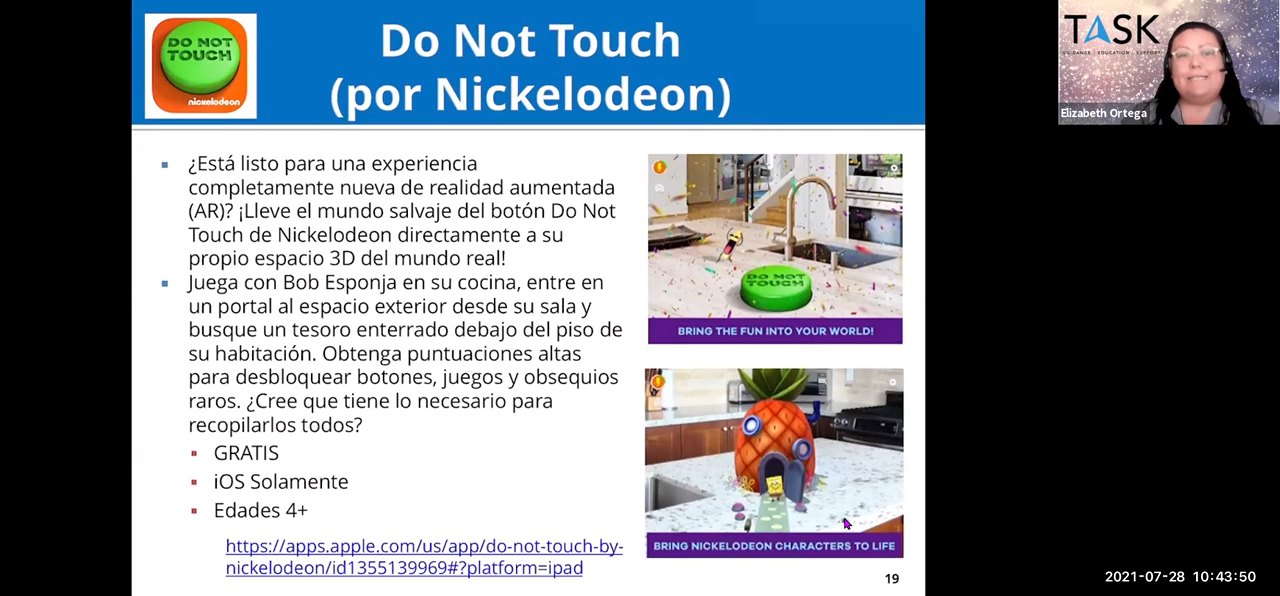 DO NOT
TOUCH
nickelodeon
Do Not Touch
(por Nickelodeon)
TASK
GUIDANCE | EDUCATION | SUPPORT
Elizabeth Ortega
¿Está listo para una experiencia
completamente nueva de realidad aumentada
(AR)? ¡Lleve el mundo salvaje del botón Do Not
Touch de Nickelodeon directamente a su
propio espacio 3D del mundo real!
Juega con Bob Esponja en su cocina, entre en
un portal al espacio exterior desde su sala y
busque un tesoro enterrado debajo del piso de
su habitación. Obtenga puntuaciones altas
para desbloquear botones, juegos y obsequios
raros. ¿Cree que tiene lo necesario para
recopilarlos todos?
GRATIS
iOS Solamente
Edades 4+
https://apps.apple.com/us/app/do-not-touch-by-
nickelodeon/id1355139969#?platform=ipad
DO NOT
TOUCH
BRING THE FUN INTO YOUR WORLD!
BRING NICKELODEON CHARACTERS TO LIFE
19
2021-07-28 10:43:50